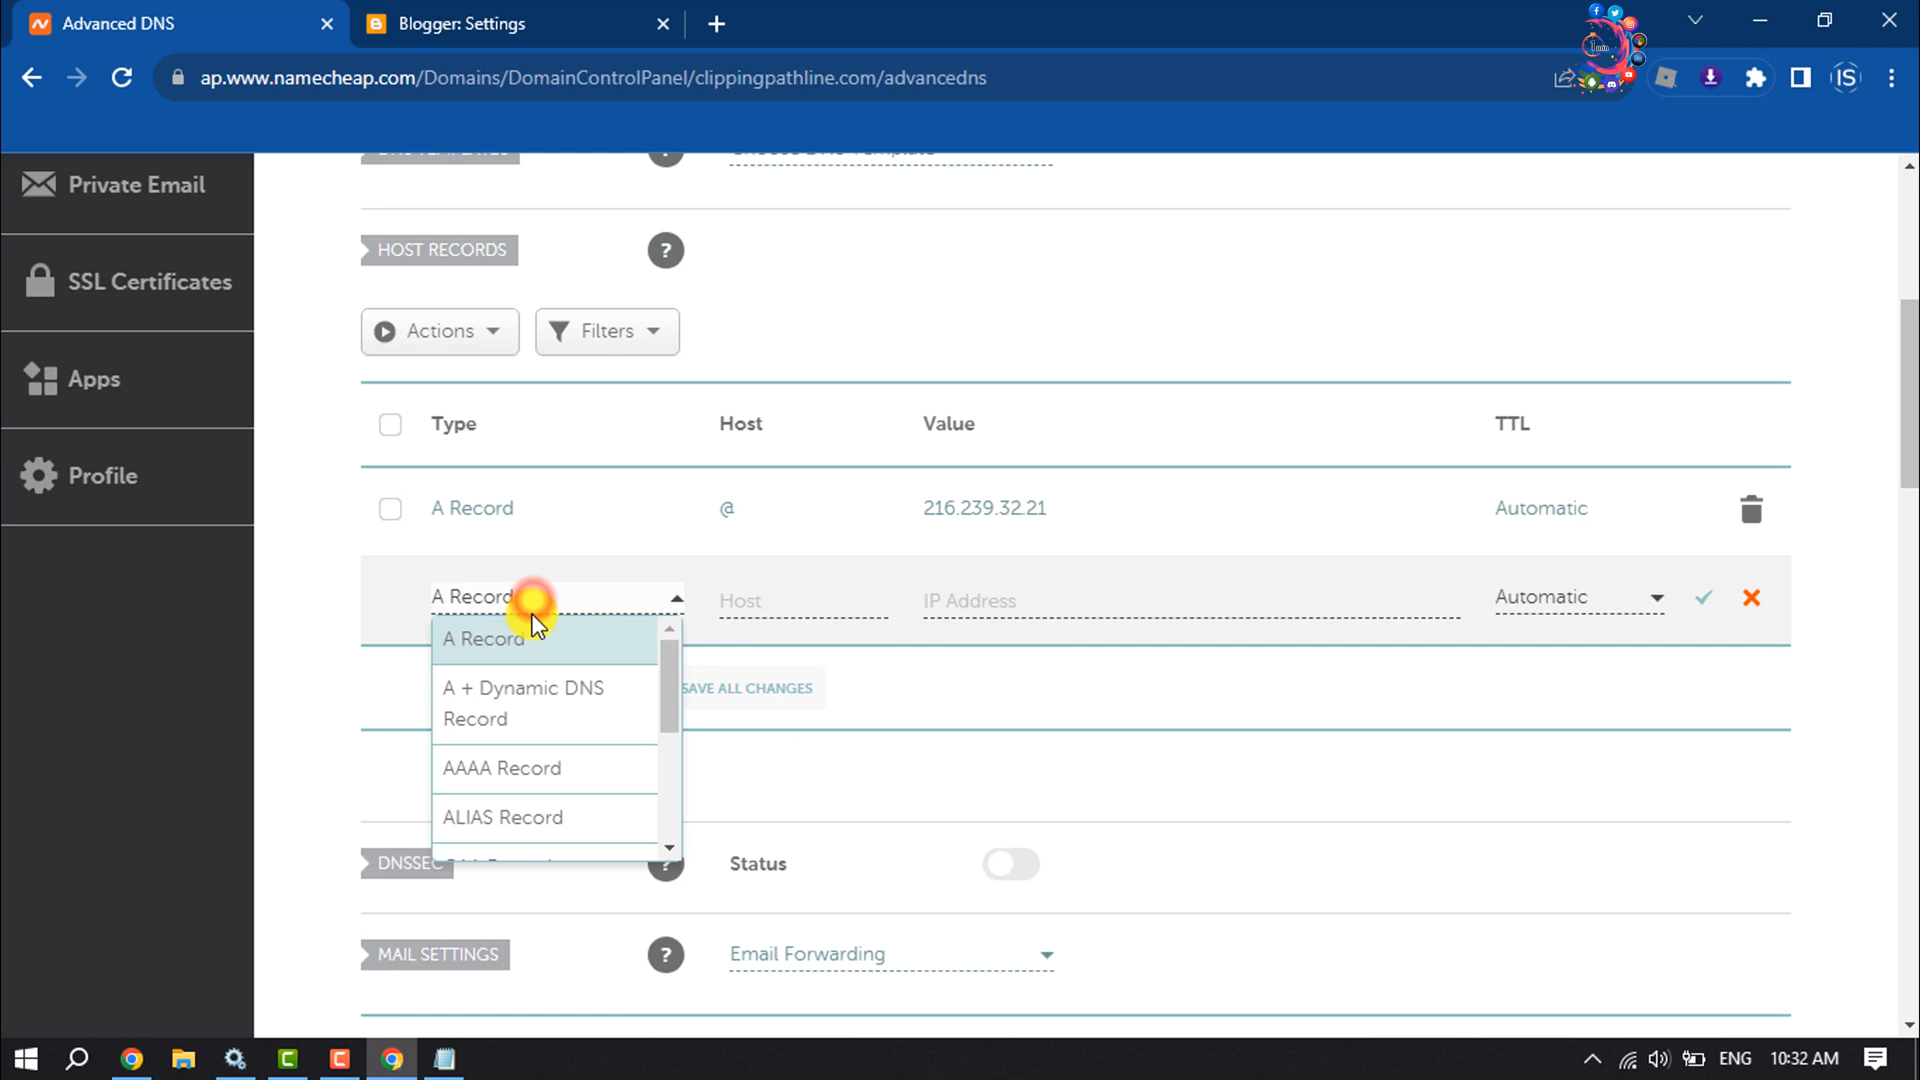 Advanced DNS
Blogger: Settings
1min
ap.www.namecheap.com/Domains/DomainControlPanel/clippingpathline.com/advancedns
IS
Private Email
HOST RECORDS
?
SSL Certificates
Actions
Filters
Apps
Type
Host
Value
TTL
Profile
A Record
@
216.239.32.21
Automatic
A Record
Host
IP Address
Automatic
A Record
A + Dynamic DNS
Record
SAVE ALL CHANGES
AAAA Record
ALIAS Record
DNSSEC
?
Status
MAIL SETTINGS
?
Email Forwarding
ENG
10:32 AM